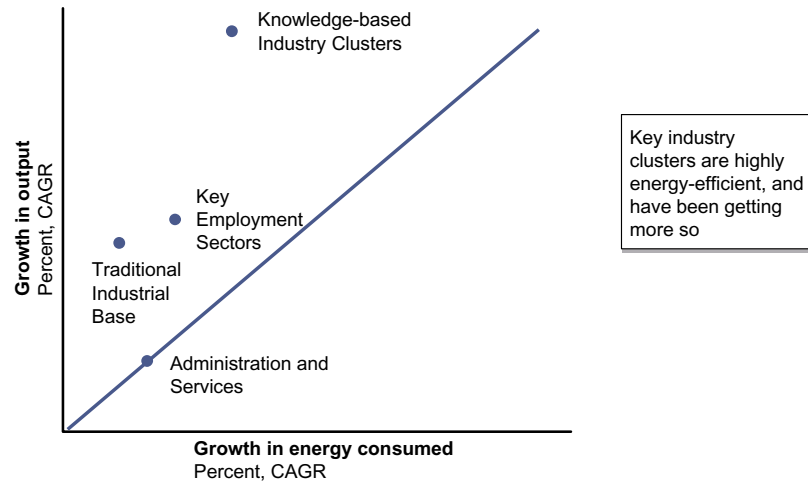 Knowledge-based
Industry Clusters
Key industry
clusters are highly
energy-efficient, and
have been getting
more so
Growth in output
Percent, CAGR
Key
Employment
Sectors
Traditional
Industrial
Base
Administration and
Services
Growth in energy consumed
Percent, CAGR